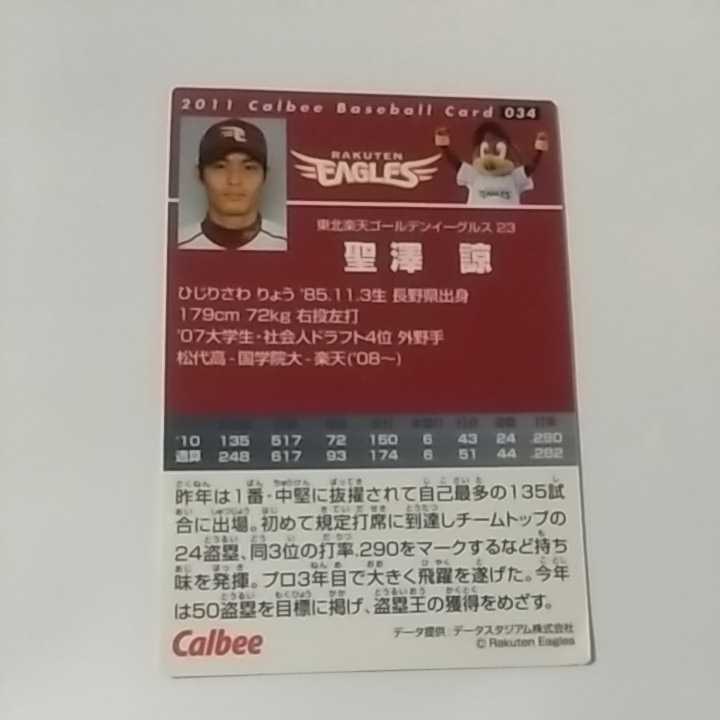 2011 Calbee Baseball Card 034
RAKUTEN
EAGLES
東北楽天ゴールデンイーグルス 23
聖澤 諒
ひじりさわ りょう '85.11.3生 長野県出身
179cm 72kg 右投左打
'07大学生・社会人ドラフト4位 外野手
松代高-国学院大-楽天('08〜)
'10 135 517 72 150 6 43 24 .290
通算 248 617 93 174 6 51 44 .282
昨年は1番・中堅に抜擢されて自己最多の135試
合に出場。初めて規定打席に到達しチームトップの
24盗塁、同3位の打率.290をマークするなど持ち
味を発揮。プロ3年目で大きく飛躍を遂げた。今年
は50盗塁を目標に掲げ、盗塁王の獲得をめざす。
データ提供：データスタジアム株式会社
Calbee
© Rakuten Eagles